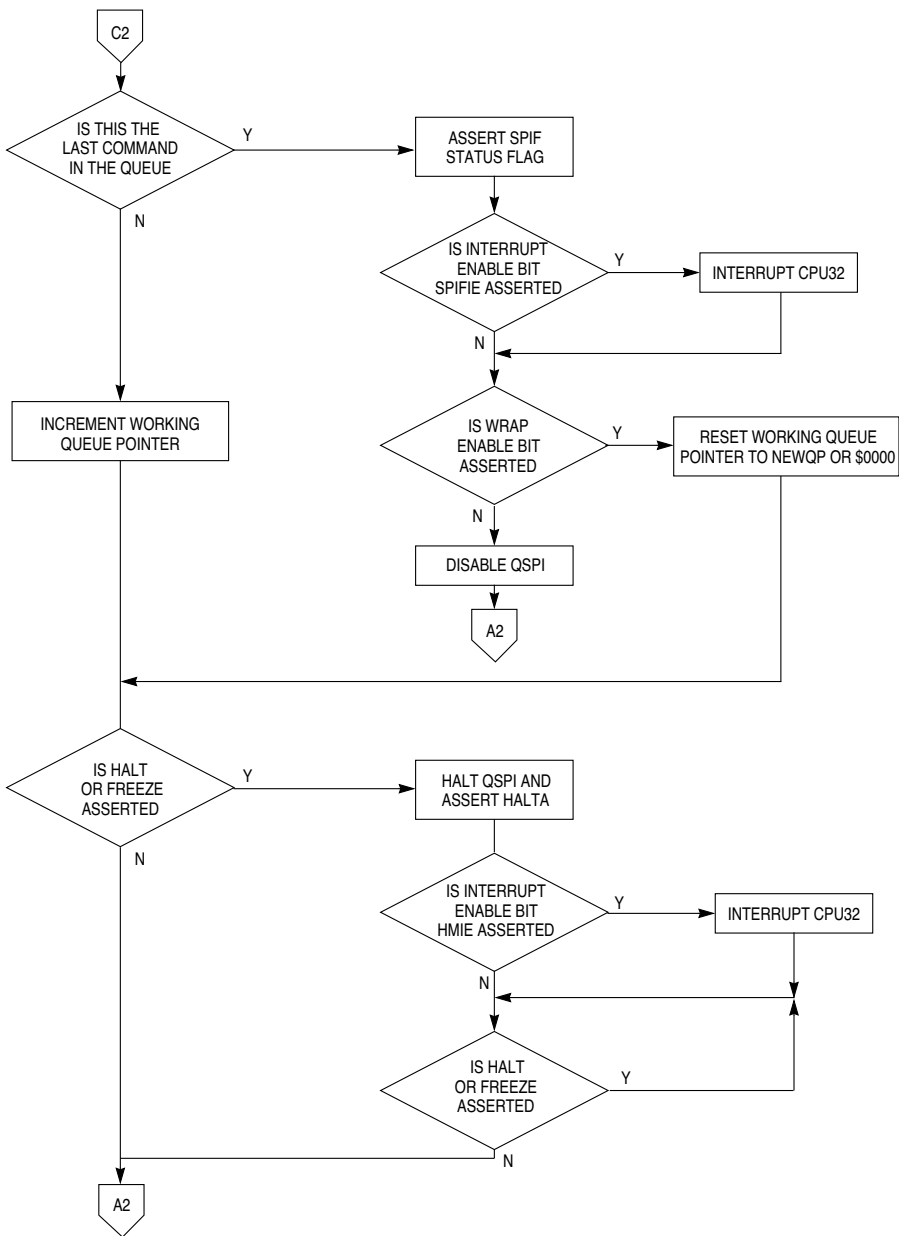 C2
IS THIS THE
LAST COMMAND
IN THE QUEUE
Y
N
ASSERT SPIF
STATUS FLAG
IS INTERRUPT
ENABLE BIT
SPIFIE ASSERTED
Y
N
INTERRUPT CPU32
INCREMENT WORKING
QUEUE POINTER
IS WRAP
ENABLE BIT
ASSERTED
Y
N
RESET WORKING QUEUE
POINTER TO NEWQP OR $0000
DISABLE QSPI
A2
IS HALT
OR FREEZE
ASSERTED
Y
N
HALT QSPI AND
ASSERT HALTA
IS INTERRUPT
ENABLE BIT
HMIE ASSERTED
Y
N
INTERRUPT CPU32
IS HALT
OR FREEZE
ASSERTED
Y
N
A2